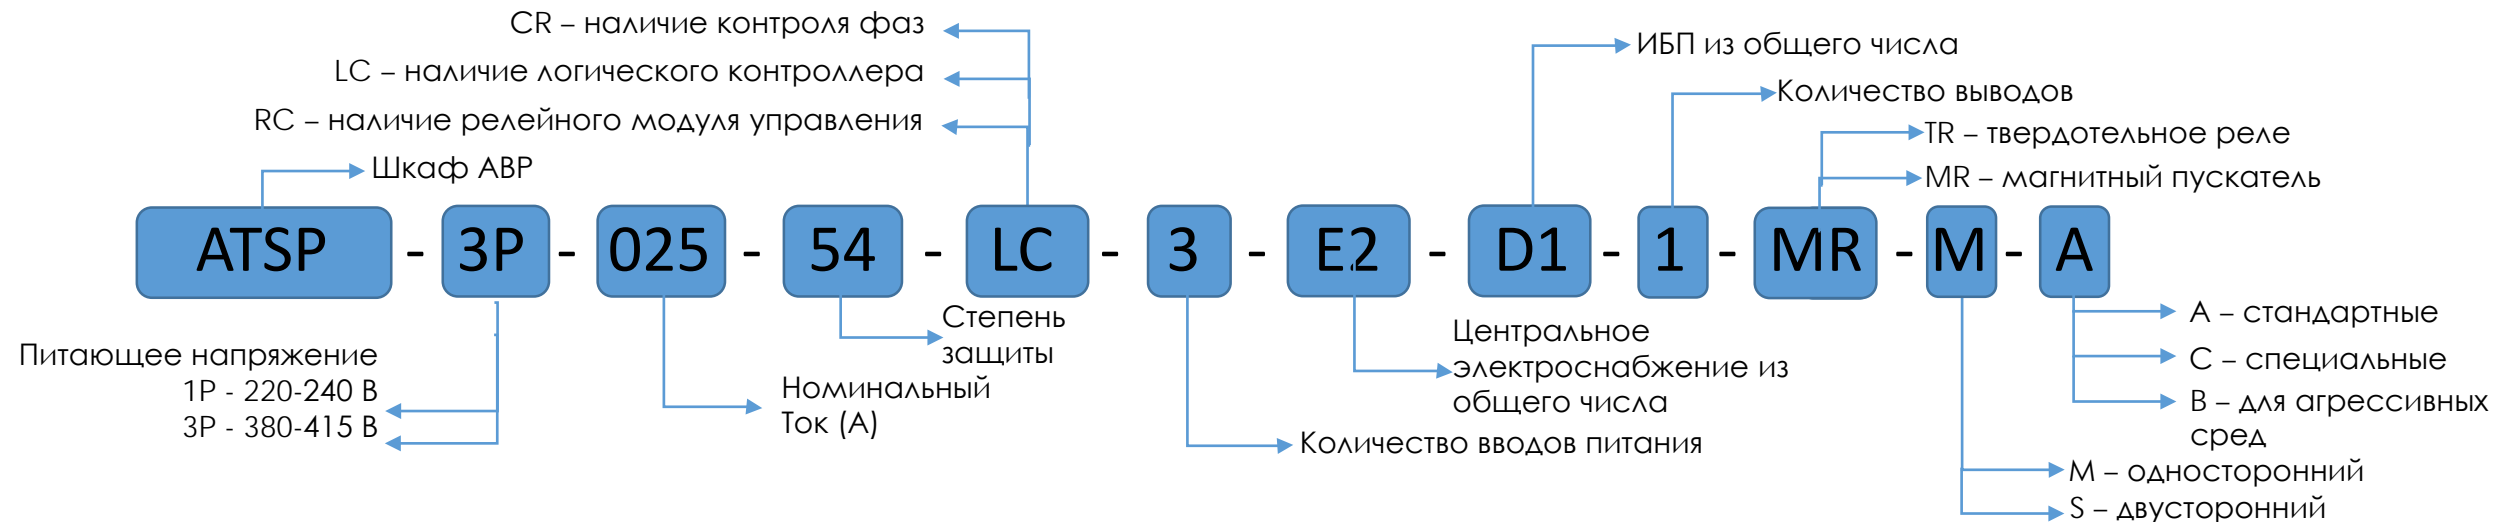 CR – наличие контроля фаз
LC – наличие логического контроллера
RC – наличие релейного модуля управления
Шкаф АВР
ИБП из общего числа
Количество выводов
TR – твердотельное реле
MR – магнитный пускатель
ATSP - 3P - 025 - 54 - LC - 3 - E2 - D1 - 1 - MR - M - A
Питающее напряжение
1P - 220-240 В
3P - 380-415 В
Номинальный
Ток (А)
Степень
защиты
Центральное
электроснабжение из
общего числа
Количество вводов питания
A – стандартные
C – специальные
B – для агрессивных
сред
M – односторонний
S – двусторонний